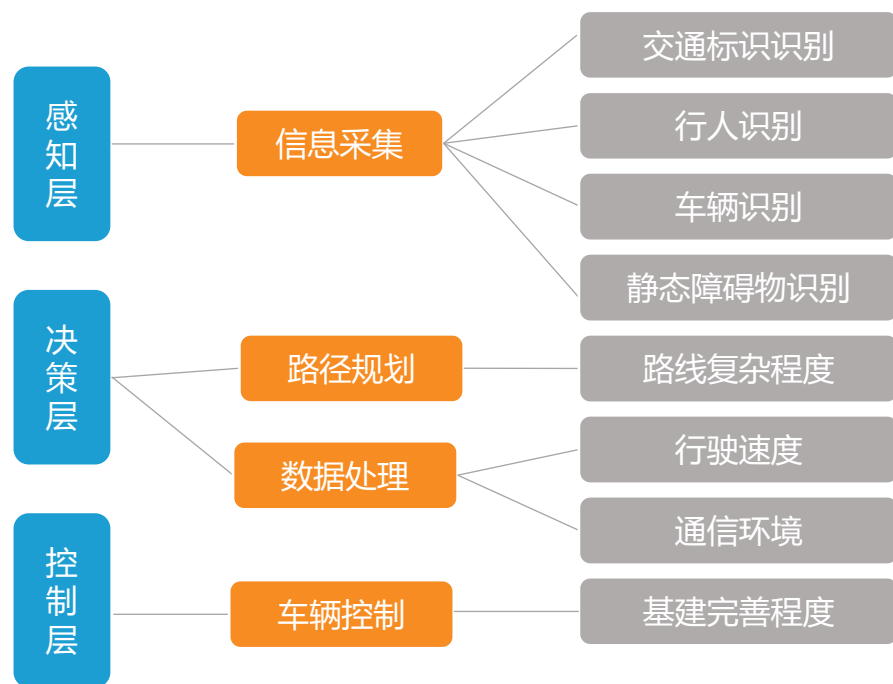 感知层
信息采集
交通标识识别
行人识别
车辆识别
静态障碍物识别
决策层
路径规划
路线复杂程度
数据处理
行驶速度
通信环境
控制层
车辆控制
基建完善程度